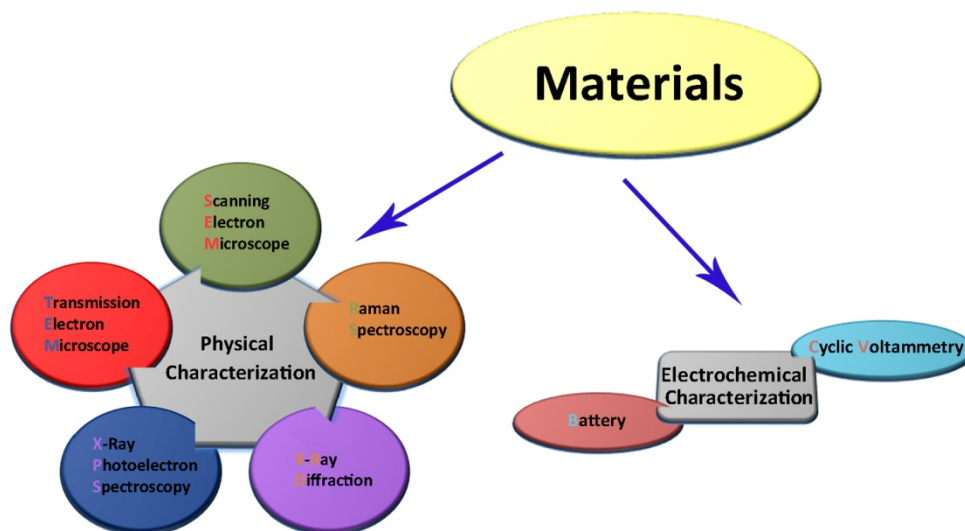 Materials
Scanning
Electron
Microscope
Transmission
Electron
Microscope
Raman
Spectroscopy
Physical
Characterization
X-Ray
Photoelectron
Spectroscopy
X-Ray
Diffraction
Cyclic Voltammetry
Electrochemical
Characterization
Battery